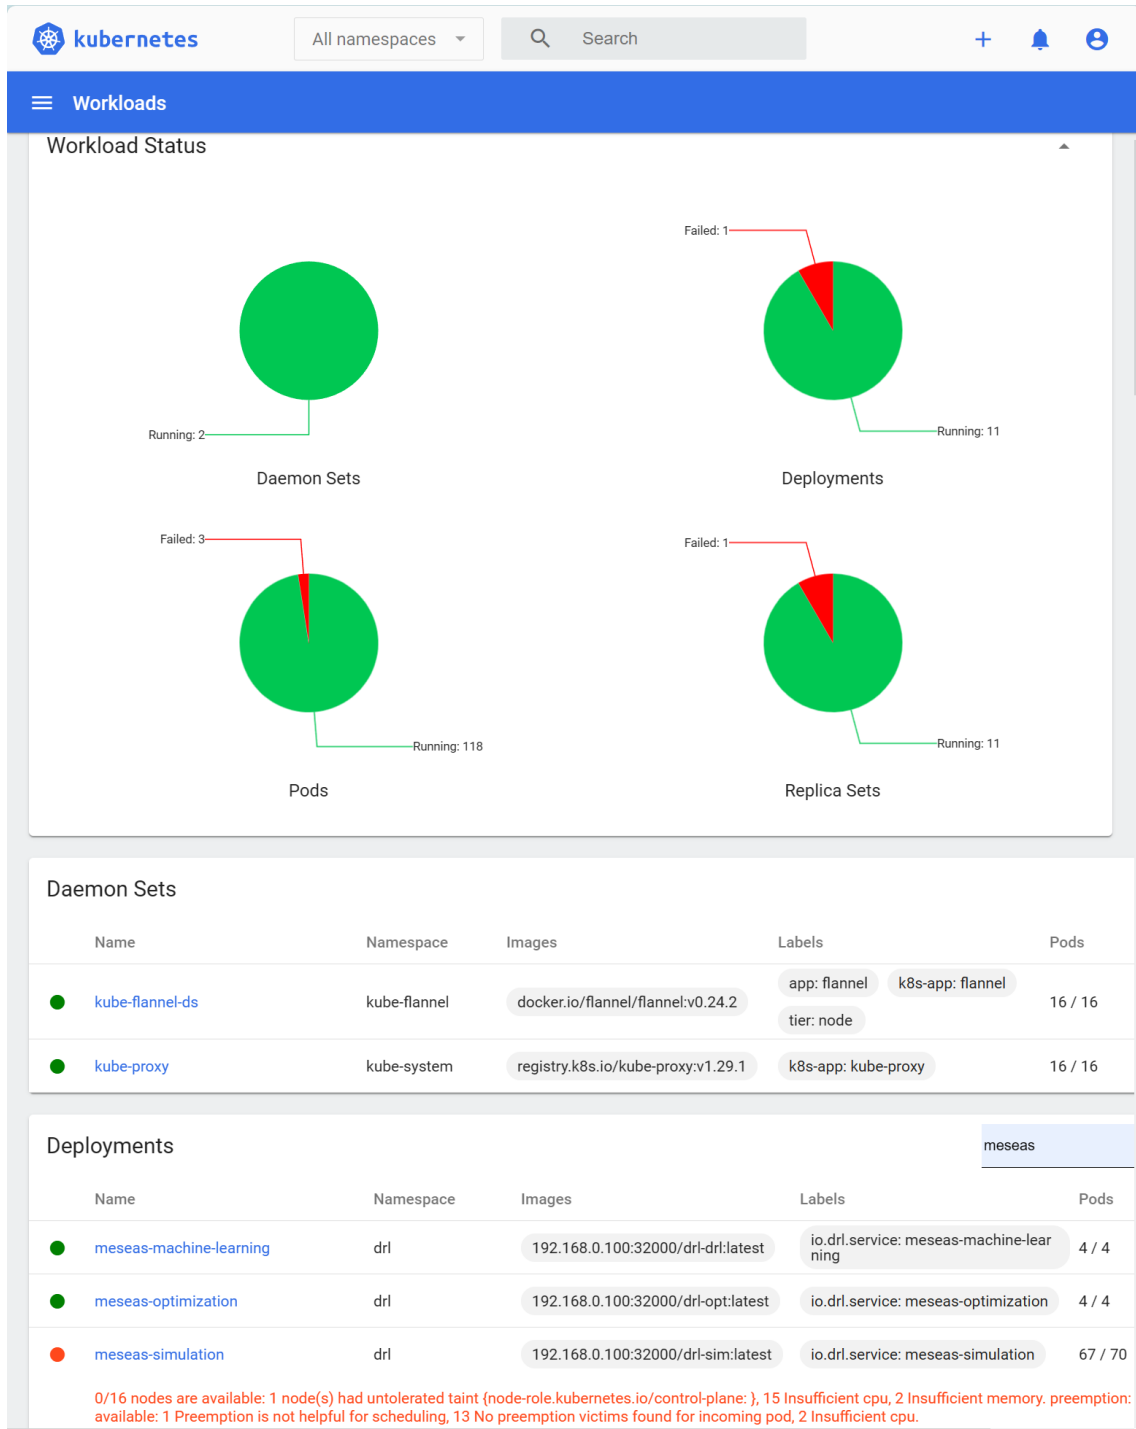 kubernetes
All namespaces
Search
Workloads
Workload Status
Failed: 1
Running: 2
Running: 11
Daemon Sets
Deployments
Failed: 3
Failed: 1
Running: 118
Running: 11
Pods
Replica Sets
Daemon Sets
Name Namespace Images Labels Pods
kube-flannel-ds kube-flannel docker.io/flannel/flannel:v0.24.2 app: flannel k8s-app: flannel 16 / 16
tier: node
kube-proxy kube-system registry.k8s.io/kube-proxy:v1.29.1 k8s-app: kube-proxy 16 / 16
Deployments meseas
Name Namespace Images Labels Pods
meseas-machine-learning drl 192.168.0.100:32000/drl-drl:latest io.drl.service: meseas-machine-lear 4 / 4
ning
meseas-optimization drl 192.168.0.100:32000/drl-opt:latest io.drl.service: meseas-optimization 4 / 4
meseas-simulation drl 192.168.0.100:32000/drl-sim:latest io.drl.service: meseas-simulation 67 / 70
0/16 nodes are available: 1 node(s) had untolerated taint {node-role.kubernetes.io/control-plane: }, 15 Insufficient cpu, 2 Insufficient memory. preemption:
available: 1 Preemption is not helpful for scheduling, 13 No preemption victims found for incoming pod, 2 Insufficient cpu.